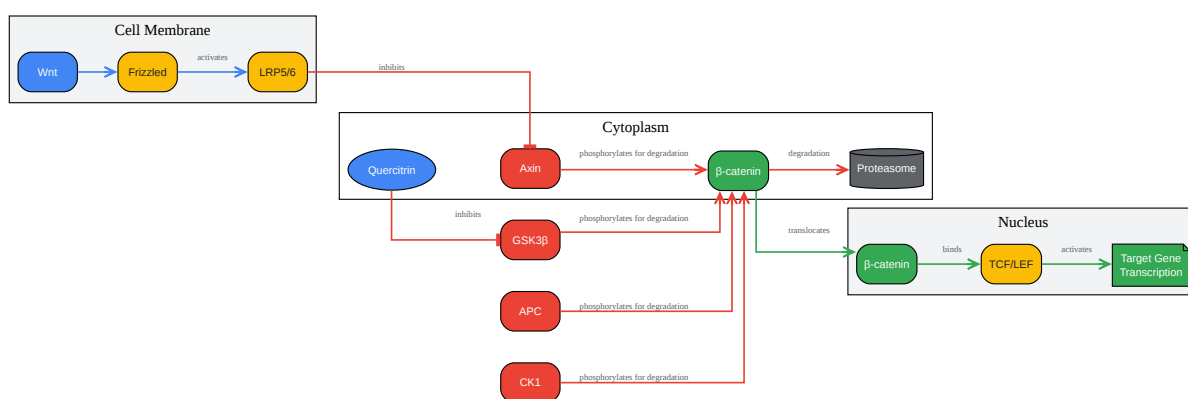 Cell Membrane
Wnt
Frizzled
activates
LRP5/6
inhibits
Cytoplasm
Quercitrin
Axin
phosphorylates for degradation
β-catenin
degradation
Proteasome
inhibits
GSK3β
phosphorylates for degradation
translocates
Nucleus
β-catenin
binds
TCF/LEF
activates
Target Gene
Transcription
APC
phosphorylates for degradation
CK1
phosphorylates for degradation